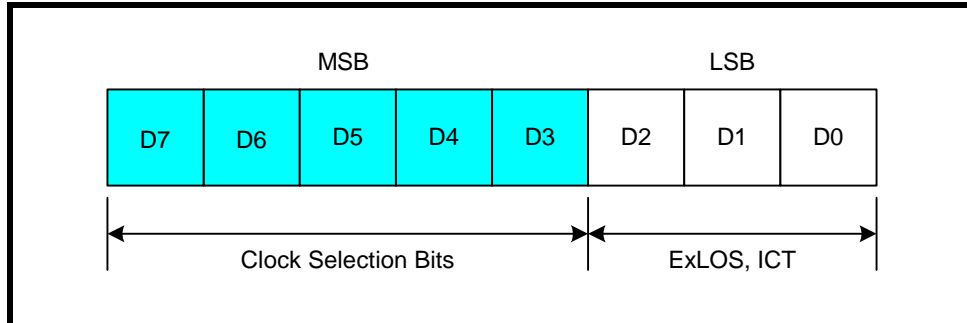 MSB LSB
D7 D6 D5 D4 D3 D2 D1 D0
Clock Selection Bits ExLOS, ICT